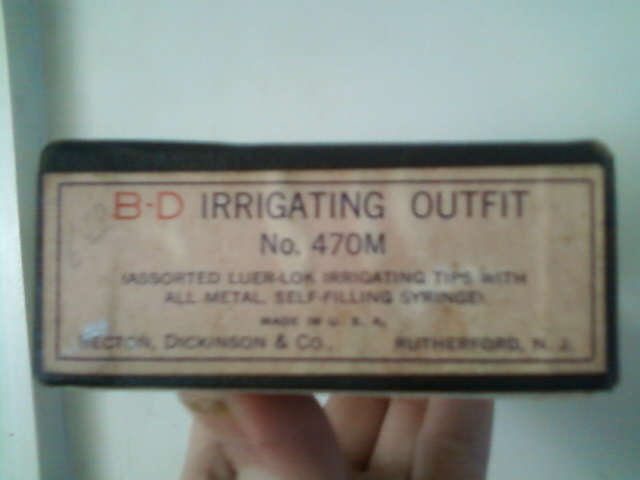 B-D IRRIGATING OUTFIT
No. 470M
(ASSORTED LUER-LOK IRRIGATING TIPS WITH
ALL METAL, SELF-FILLING SYRINGE)
MADE IN U. S. A.
BECTON, DICKINSON & CO., RUTHERFORD, N. J.